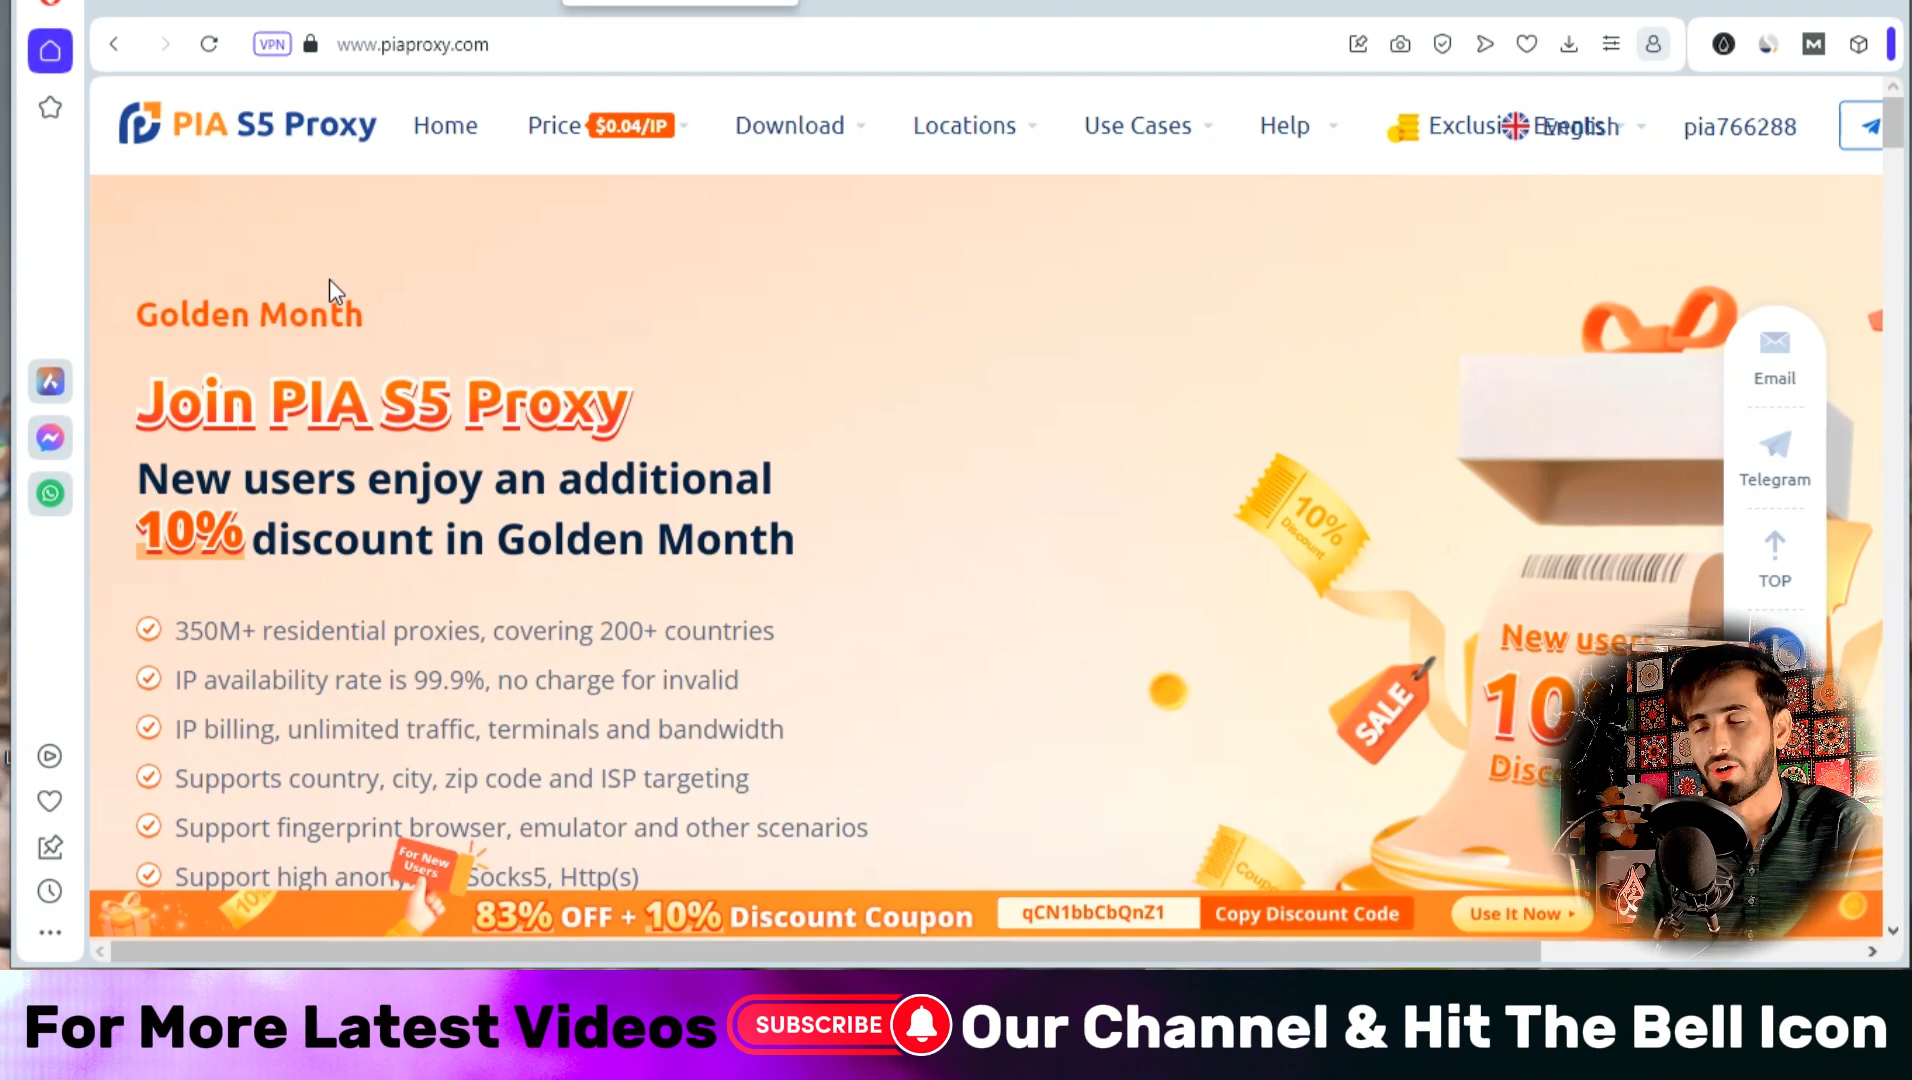 VPN
www.piaproxy.com
PIA S5 Proxy
Home
Price
$0.04/IP
Download
Locations
Use Cases
Help
English
pia766288
Golden Month
Join PIA S5 Proxy
New users enjoy an additional
10% discount in Golden Month
350M+ residential proxies, covering 200+ countries
IP availability rate is 99.9%, no charge for invalid
IP billing, unlimited traffic, terminals and bandwidth
Supports country, city, zip code and ISP targeting
Support fingerprint browser, emulator and other scenarios
Support high Socks5, Http(s)
10%
Discount
SALE
New users
10
Email
Telegram
TOP
For New
Users
10%
83% OFF + 10% Discount Coupon
qCN1bbCbQnZ1
Copy Discount Code
Use It Now
For More Latest Videos
SUBSCRIBE
Our Channel & Hit The Bell Icon